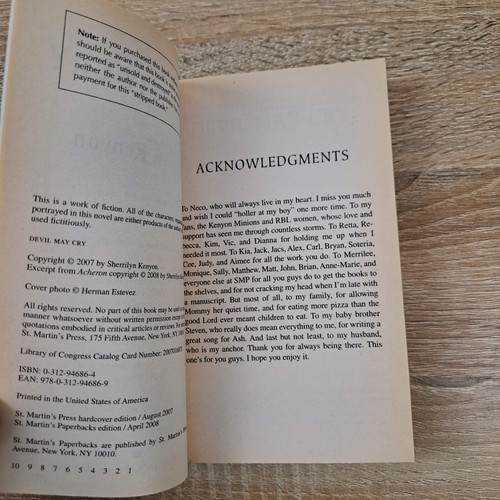 Note: If you purchased this book
should be aware that this book is
reported as "unsold and destroyed"
neither the author nor the publisher
payment for this "stripped book."
This is a work of fiction. All of the characters,
portrayed in this novel are either products of the
used fictitiously.
DEVIL MAY CRY
Copyright © 2007 by Sherrilyn Kenyon.
Excerpt from Acheron copyright © 2008 by Sherrilyn
Cover photo © Herman Estevez
All rights reserved. No part of this book may be used
manner whatsoever without written permission except
quotations embodied in critical articles or reviews. For
St. Martin's Press, 175 Fifth Avenue, New York, NY
Library of Congress Catalog Card Number:
ISBN: 0-312-94686-4
EAN: 978-0-312-94686-9
Printed in the United States of America
St. Martin's Press hardcover edition / August 2007
St. Martin's Paperbacks edition / April 2008
St. Martin's Paperbacks are published by St. Martin's Press,
Avenue, New York, NY 10010.
10 9 8 7 6 5 4 3 2 1
ACKNOWLEDGMENTS
To Neco, who will always live in my heart. I miss you much
and wish I could "holler at my boy" one more time. To my
fans, the Kenyon Minions and RBL women, whose love and
support has seen me through countless storms. To Retta, Re-
becca, Kim, Vic, and Dianna for holding me up when I
needed it most. To Kia, Jack, Jacs, Alex, Carl, Bryan, Soteria,
Cee, Judy, and Aimee for all the work you do. To Merrilee,
Monique, Sally, Matthew, Matt, John, Brian, Anne-Marie, and
everyone else at SMP for all you guys do to get the books to
the shelves, and for not cracking my head when I'm late with
a manuscript. But most of all, to my family, for allowing
Mommy her quiet time, and for eating more pizza than the
good Lord ever meant children to eat. To my baby brother
Steven, who really does mean everything to me, for writing a
great song for Ash. And last but not least, to my husband,
who is my anchor. Thank you for always being there. This
one's for you guys. I hope you enjoy it.